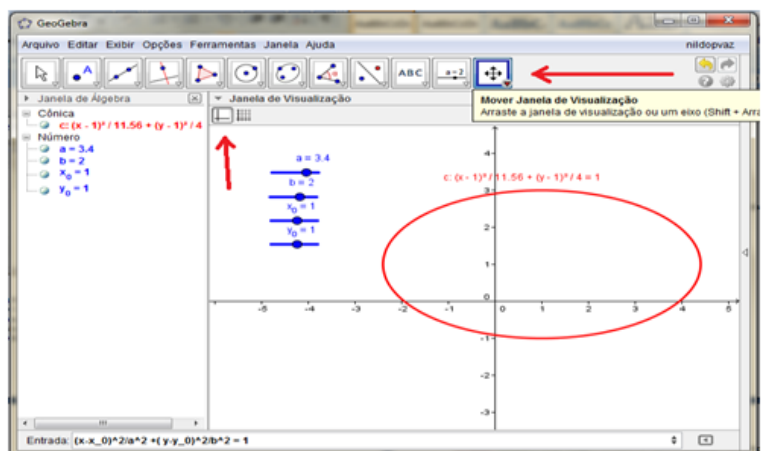 GeoGebra
Arquivo Editar Exibir Opções Ferramentas Janela Ajuda
nildopvaz
ABC
a=2
Janela de Álgebra
Janela de Visualização
Mover Janela de Visualização
Arraste a janela de visualização ou um eixo (Shift + Arra
Cônica
c: (x - 1)² / 11.56 + (y - 1)² / 4
Número
a = 3.4
b = 2
x₀ = 1
y₀ = 1
a = 3.4
b = 2
x₀ = 1
y₀ = 1
c: (x - 1)² / 11.56 + (y - 1)² / 4 = 1
4
3
2
1
0
-5 -4 -3 -2 -1 0 1 2 3 4 5
-1
-2
-3
Entrada: (x-x_0)^2/a^2 +( y-y_0)^2/b^2 = 1